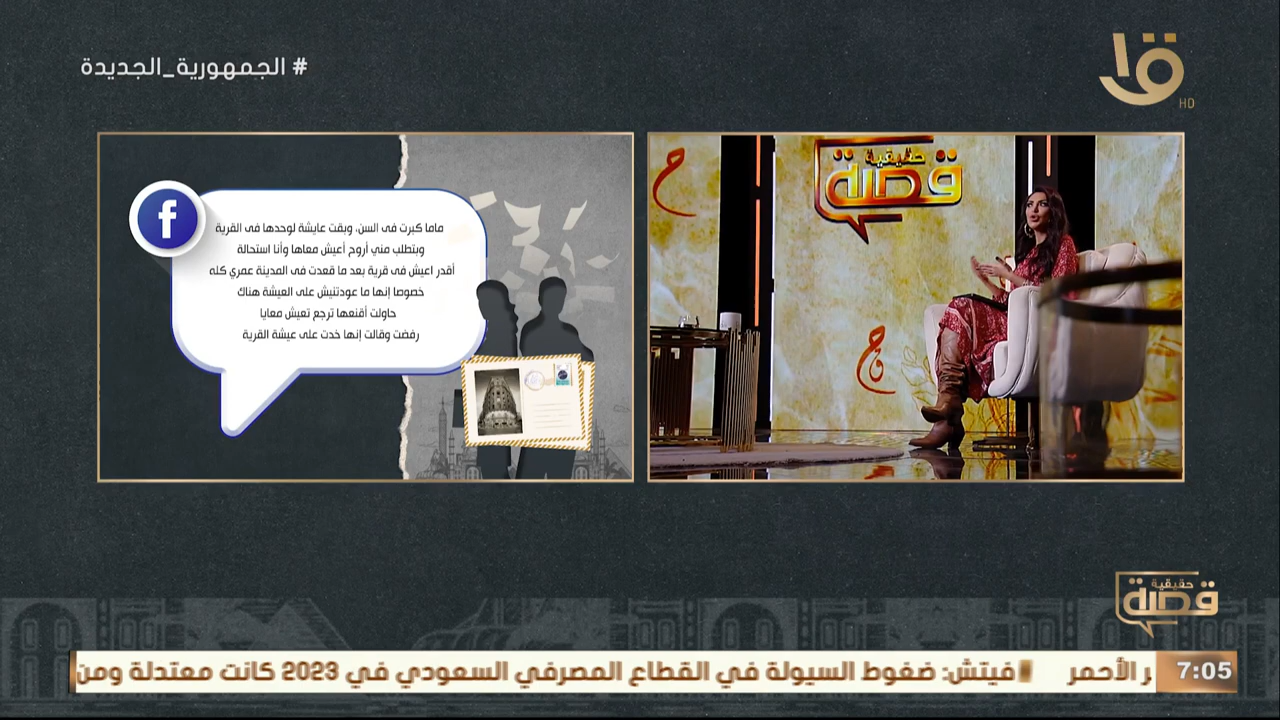 # الجمهورية_الجديدة
HD
f
ماما كبرت فى السن، وبقت عايشة لوحدها فى القرية
وبتطلب مني أروح أعيش معاها وأنا استحالة
أقدر اعيش فى قرية بعد ما قعدت فى المدينة عمري كله
خصوصا إنها ما عودتنيش على العيشة هناك
حاولت أقنعها ترجع تعيش معايا
رفضت وقالت إنها خدت على عيشة القرية
قصة
حقيقية
قصة
حقيقية
7:05
ر الأحمر فيتش: ضغوط السيولة في القطاع المصرفي السعودي في 2023 كانت معتدلة ومن